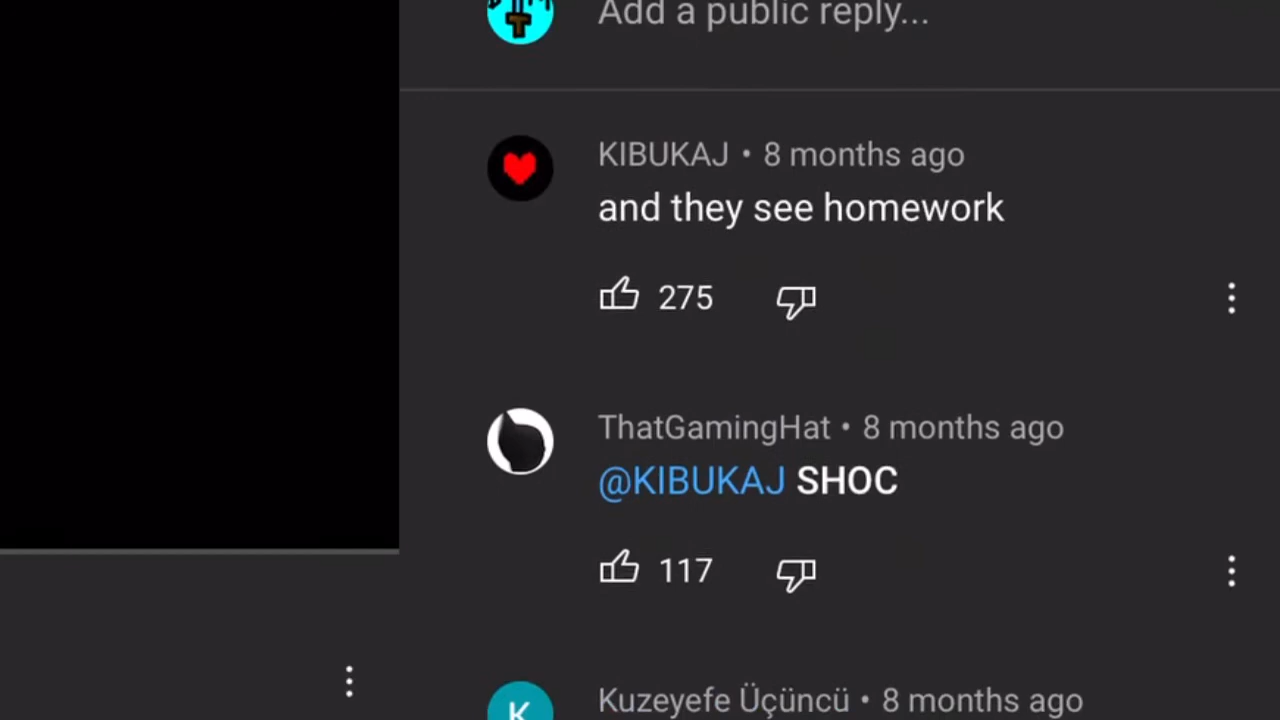 Add a public reply...
KIBUKAJ • 8 months ago
and they see homework
275
ThatGamingHat • 8 months ago
@KIBUKAJ SHOC
117
K
Kuzeyefe Üçüncü • 8 months ago